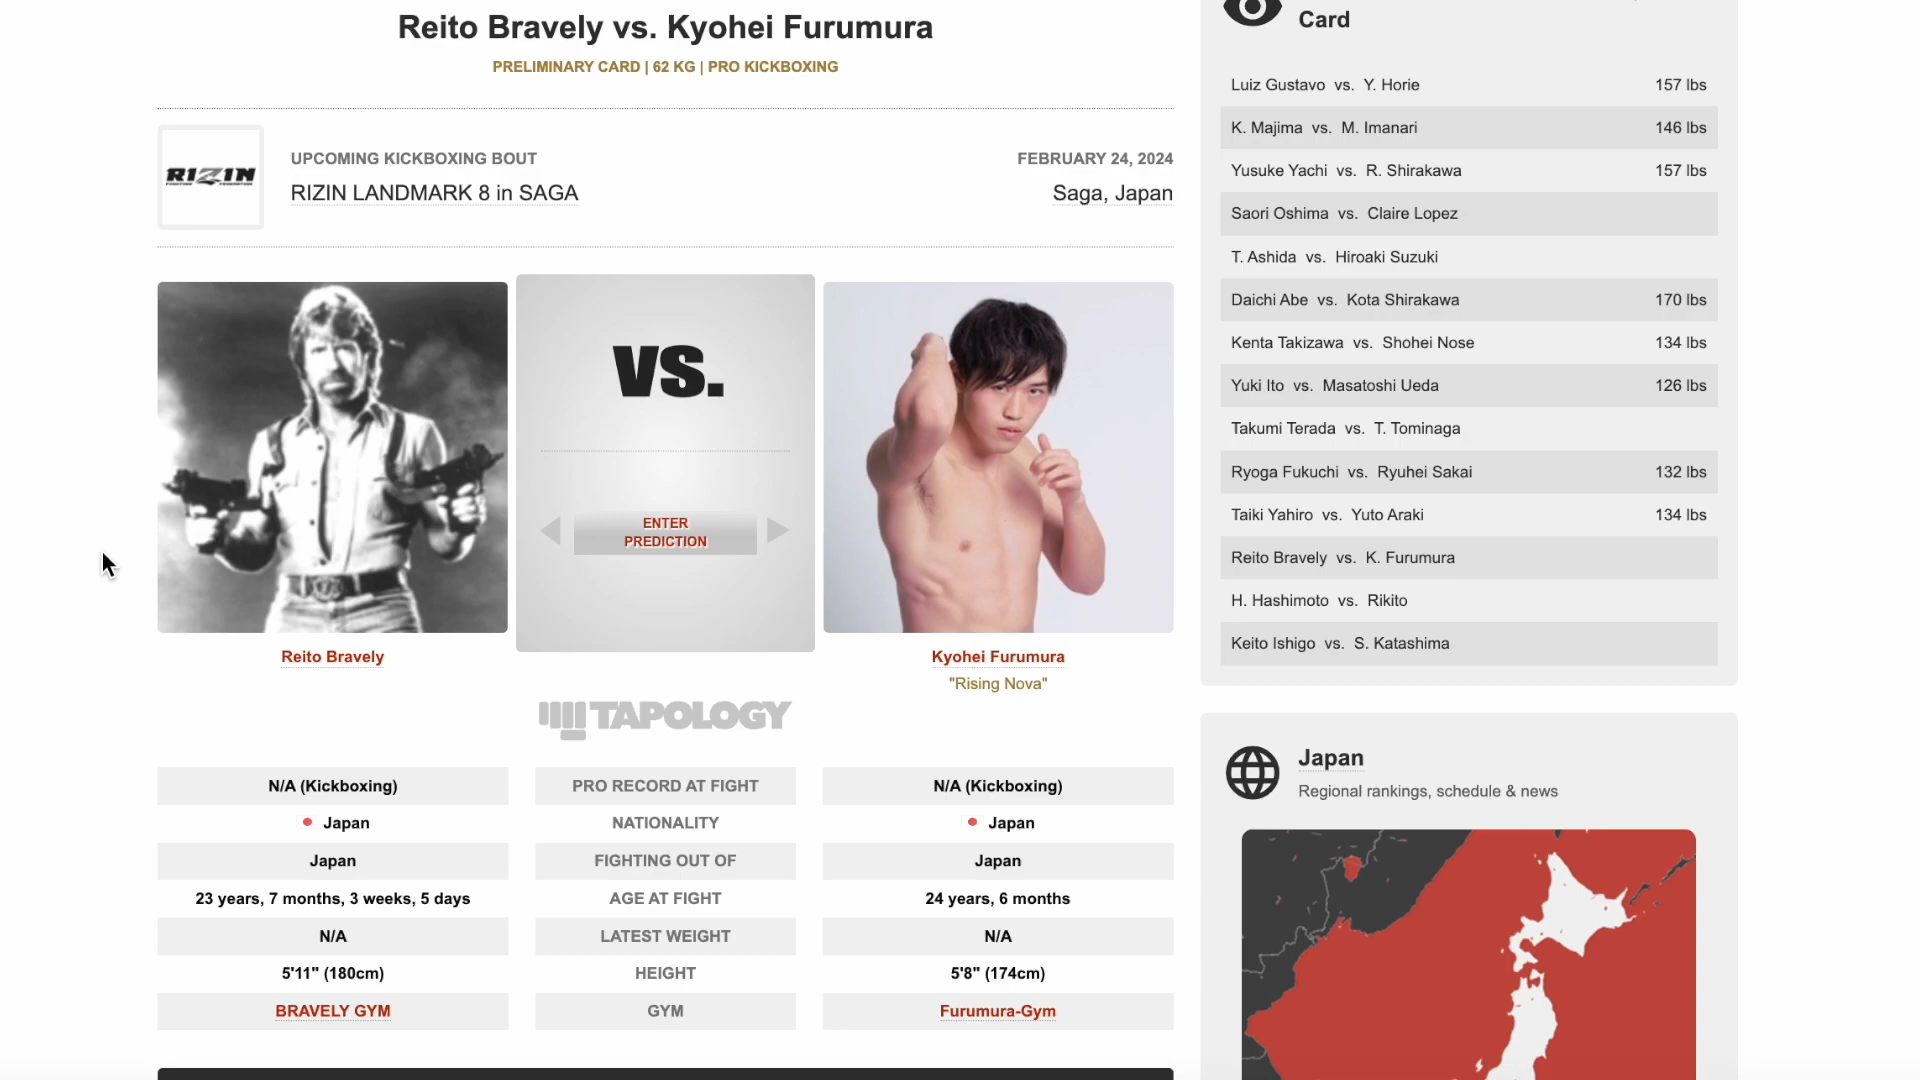 Reito Bravely vs. Kyohei Furumura
PRELIMINARY CARD | 62 KG | PRO KICKBOXING
RIZIN
UPCOMING KICKBOXING BOUT
FEBRUARY 24, 2024
RIZIN LANDMARK 8 in SAGA
Saga, Japan
VS.
ENTER
PREDICTION
Reito Bravely
Kyohei Furumura
"Rising Nova"
TAPOLOGY
N/A (Kickboxing) PRO RECORD AT FIGHT N/A (Kickboxing)
Japan NATIONALITY Japan
Japan FIGHTING OUT OF Japan
23 years, 7 months, 3 weeks, 5 days AGE AT FIGHT 24 years, 6 months
N/A LATEST WEIGHT N/A
5'11" (180cm) HEIGHT 5'8" (174cm)
BRAVELY GYM GYM Furumura-Gym
Card
Luiz Gustavo vs. Y. Horie 157 lbs
K. Majima vs. M. Imanari 146 lbs
Yusuke Yachi vs. R. Shirakawa 157 lbs
Saori Oshima vs. Claire Lopez
T. Ashida vs. Hiroaki Suzuki
Daichi Abe vs. Kota Shirakawa 170 lbs
Kenta Takizawa vs. Shohei Nose 134 lbs
Yuki Ito vs. Masatoshi Ueda 126 lbs
Takumi Terada vs. T. Tominaga
Ryoga Fukuchi vs. Ryuhei Sakai 132 lbs
Taiki Yahiro vs. Yuto Araki 134 lbs
Reito Bravely vs. K. Furumura
H. Hashimoto vs. Rikito
Keito Ishigo vs. S. Katashima
Japan
Regional rankings, schedule & news